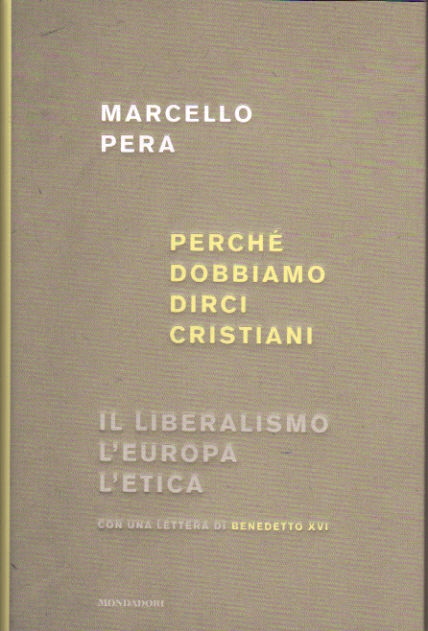 MARCELLO
PERA
PERCHÉ
DOBBIAMO
DIRCI
CRISTIANI
IL LIBERALISMO
L'EUROPA
L'ETICA
CON UNA LETTERA DI BENEDETTO XVI
MONDADORI